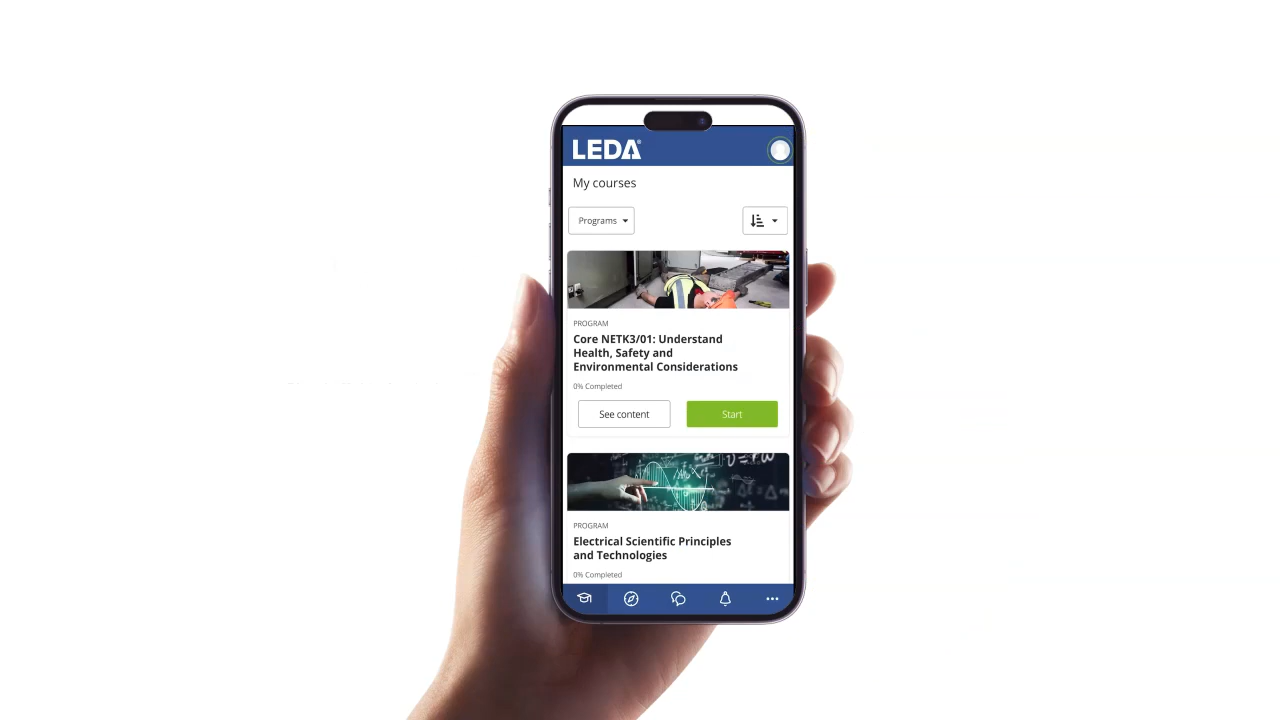 LEDA®
My courses
Programs
PROGRAM
Core NETK3/01: Understand
Health, Safety and
Environmental Considerations
0% Completed
See content
Start
PROGRAM
Electrical Scientific Principles
and Technologies
0% Completed